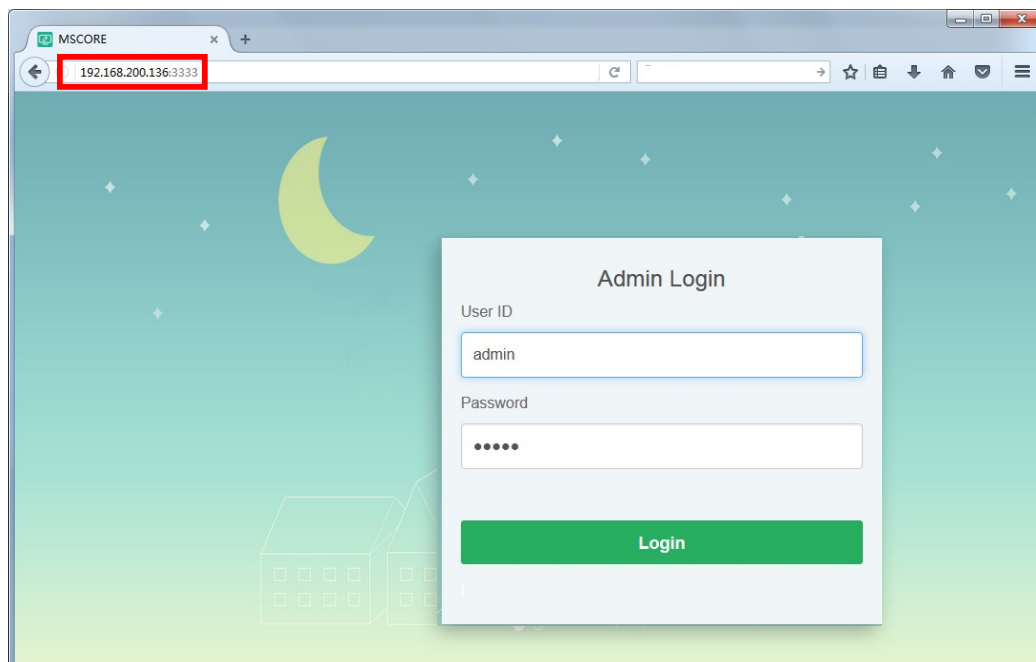 MSCORE
192.168.200.136:3333
Admin Login
User ID
admin
Password
•••••
Login